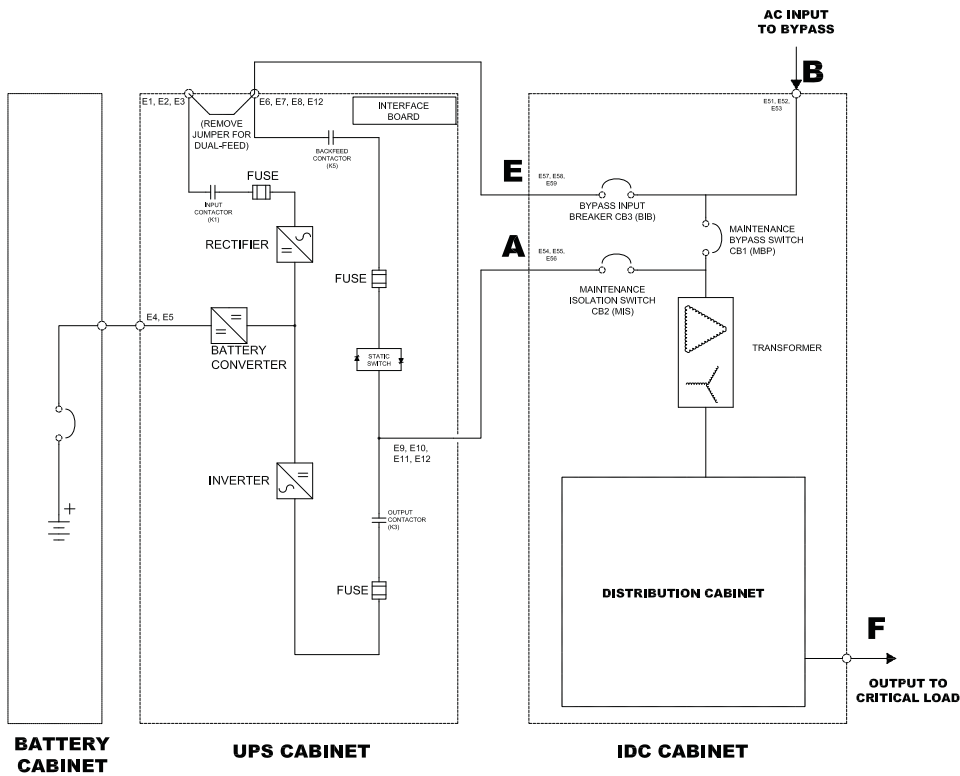 AC INPUT
TO BYPASS
B
E1, E2, E3
E6, E7, E8, E12
INTERFACE
BOARD
E51, E52,
E53
(REMOVE
JUMPER FOR
DUAL-FEED)
BACKFEED
CONTACTOR
(K5)
FUSE
INPUT
CONTACTOR
(K1)
E
E57, E58,
E59
BYPASS INPUT
BREAKER CB3 (BIB)
MAINTENANCE
BYPASS SWITCH
CB1 (MBP)
RECTIFIER
A
E54, E55,
E56
FUSE
MAINTENANCE
ISOLATION SWITCH
CB2 (MIS)
E4, E5
BATTERY
CONVERTER
STATIC
SWITCH
TRANSFORMER
E9, E10,
E11, E12
INVERTER
OUTPUT
CONTACTOR
(K3)
+
FUSE
DISTRIBUTION CABINET
F
OUTPUT TO
CRITICAL LOAD
BATTERY
CABINET
UPS CABINET
IDC CABINET